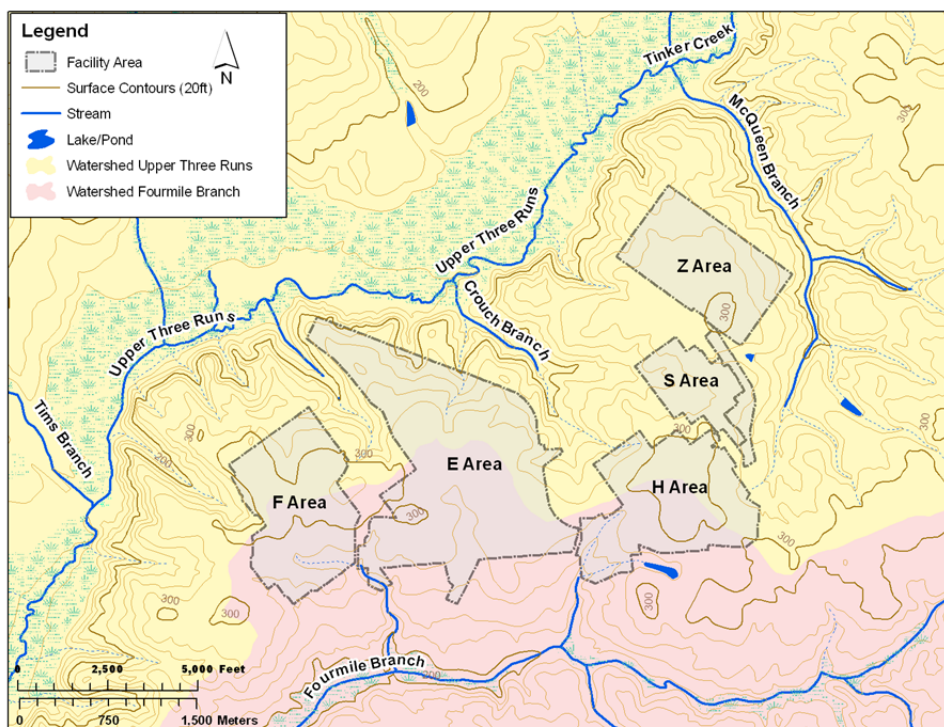 Legend
Facility Area
Surface Contours (20ft)
Stream
Lake/Pond
Watershed Upper Three Runs
Watershed Fourmile Branch
N
Tinker Creek
200
300
McQueen Branch
Upper Three Runs
Z Area
300
Crouch Branch
Upper Three Runs
S Area
Tims Branch
300
300
300
200
E Area
F Area
H Area
300
300
300
300
300
300
Fourmile Branch
200
0 2,500 5,000 Feet
0 750 1,500 Meters